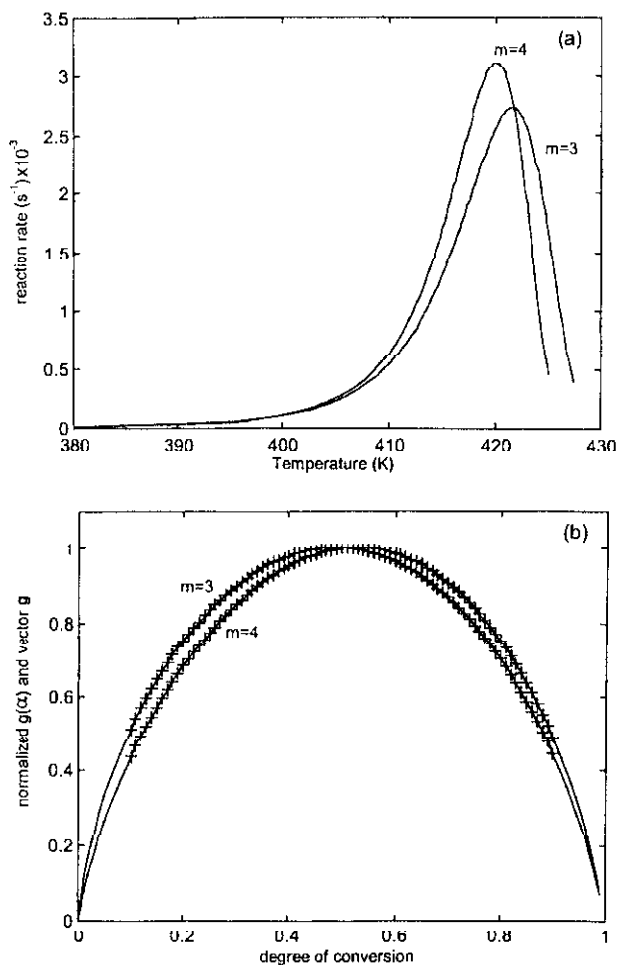 (a)
3.5
3
2.5
2
1.5
1
0.5
0
m=4
m=3
reaction rate (s⁻¹)x10⁻³
380 390 400 410 420 430
Temperature (K)
(b)
1
0.8
0.6
0.4
0.2
0
m=3
m=4
normalized g(α) and vector g
0 0.2 0.4 0.6 0.8 1
degree of conversion